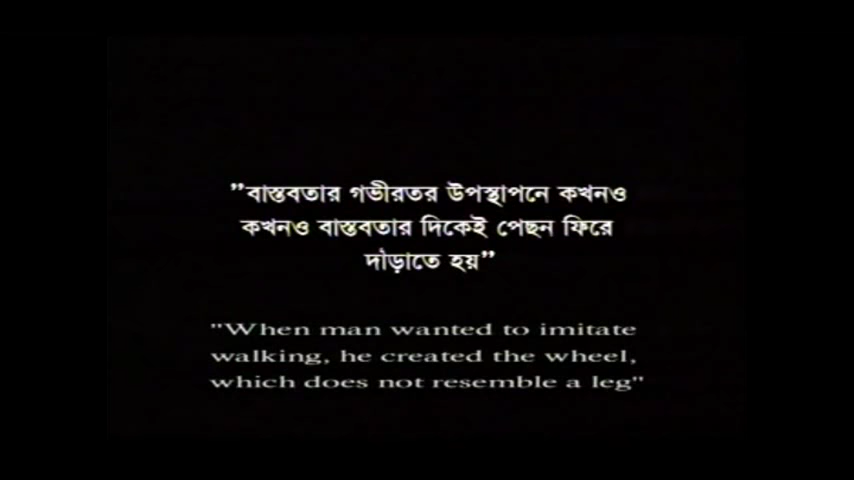 ”বাস্তবতার গভীরতর উপস্থাপনে কখনও
কখনও বাস্তবতার দিকেই পেছন ফিরে
দাঁড়াতে হয়”
"When man wanted to imitate
walking, he created the wheel,
which does not resemble a leg"